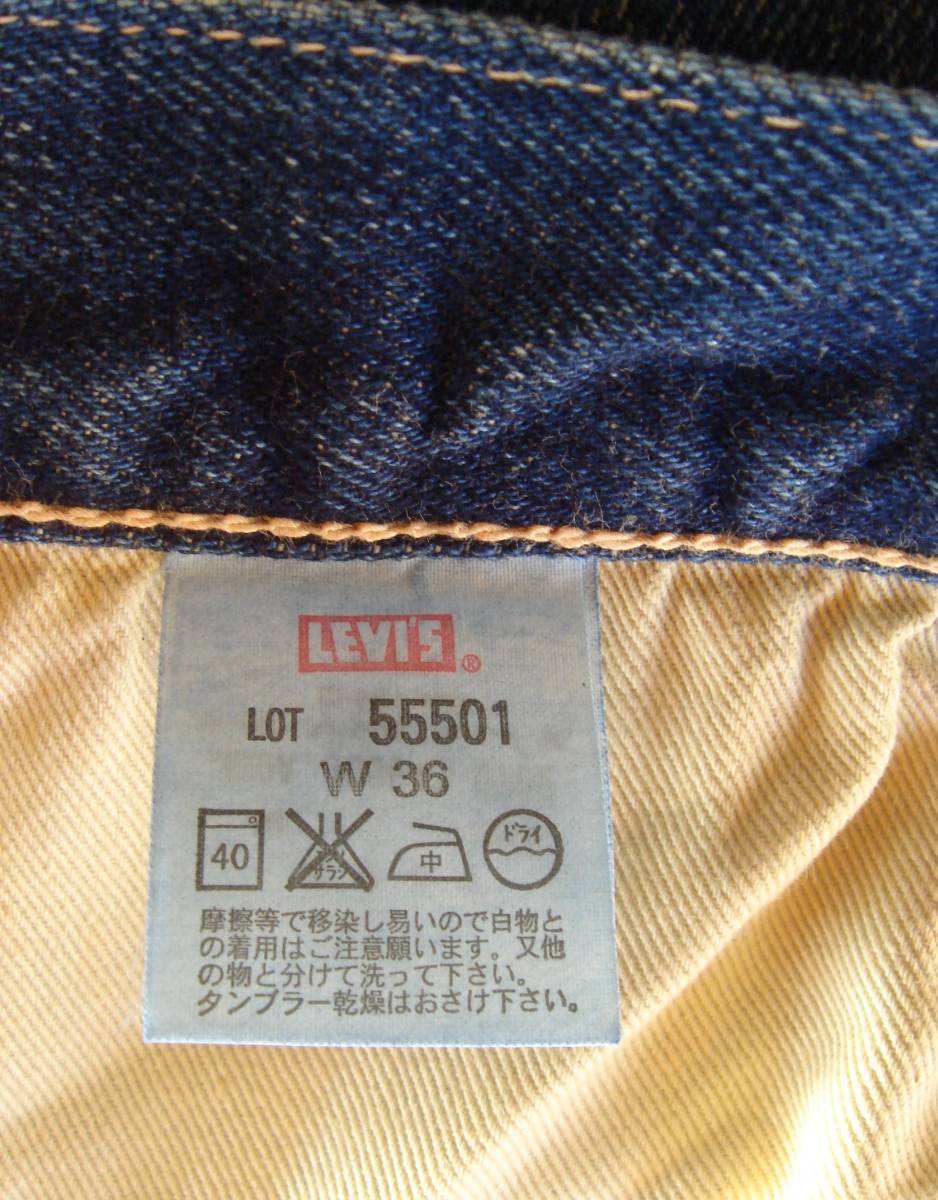 LEVI'S®
LOT 55501
W 36
40
サラシ
中
ドライ
摩擦等で移染し易いので白物と
の着用はご注意願います。又他
の物と分けて洗って下さい。
タンブラー乾燥はおさけ下さい。